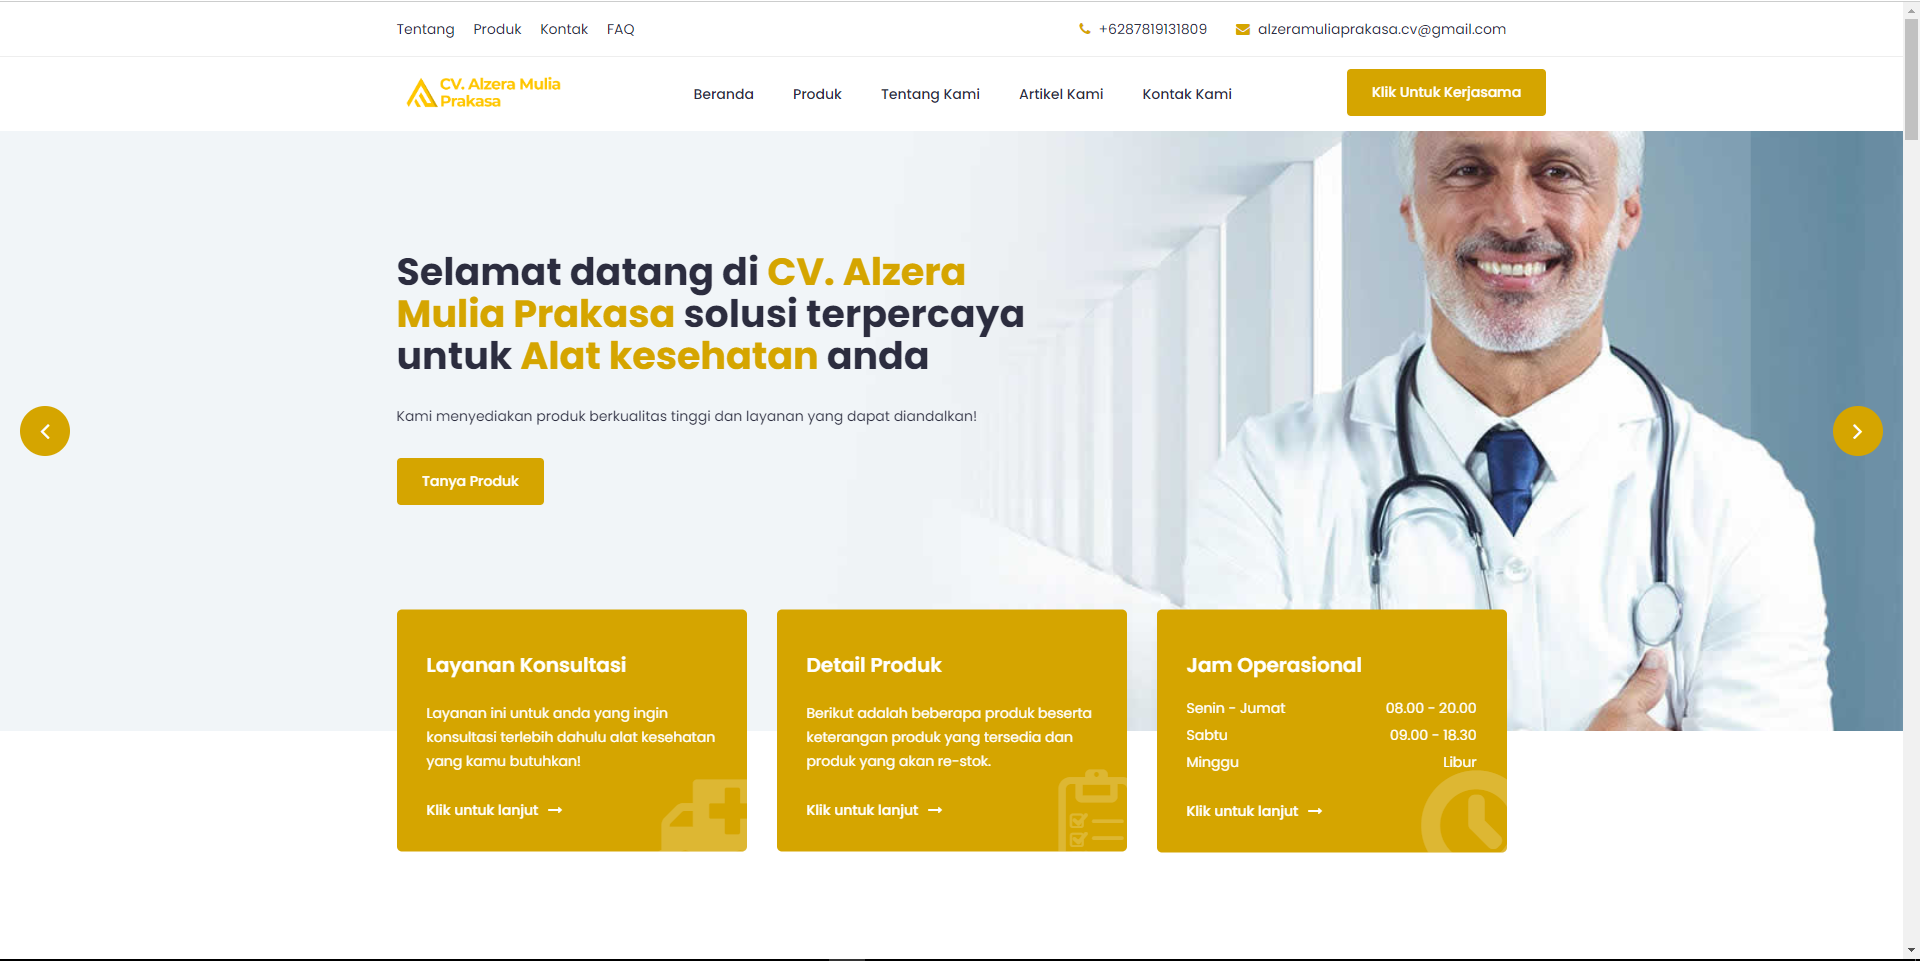 Tentang Produk Kontak FAQ
+6287819131809 alzeramuliaprakasa.cv@gmail.com
CV. Alzera Mulia
Prakasa
Beranda Produk Tentang Kami Artikel Kami Kontak Kami
Klik Untuk Kerjasama
Selamat datang di CV. Alzera
Mulia Prakasa solusi terpercaya
untuk Alat kesehatan anda
Kami menyediakan produk berkualitas tinggi dan layanan yang dapat diandalkan!
Tanya Produk
Layanan Konsultasi
Layanan ini untuk anda yang ingin
konsultasi terlebih dahulu alat kesehatan
yang kamu butuhkan!
Klik untuk lanjut
Detail Produk
Berikut adalah beberapa produk beserta
keterangan produk yang tersedia dan
produk yang akan re-stok.
Klik untuk lanjut
Jam Operasional
Senin - Jumat 08.00 - 20.00
Sabtu 09.00 - 18.30
Minggu Libur
Klik untuk lanjut